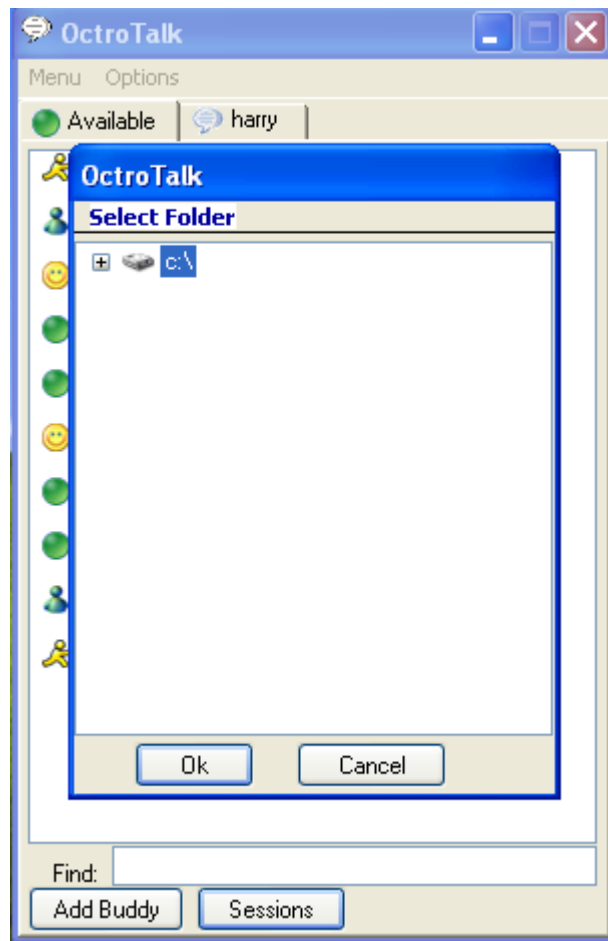 OctroTalk
Menu Options
Available harry
OctroTalk
Select Folder
c:\
Ok Cancel
Find:
Add Buddy Sessions